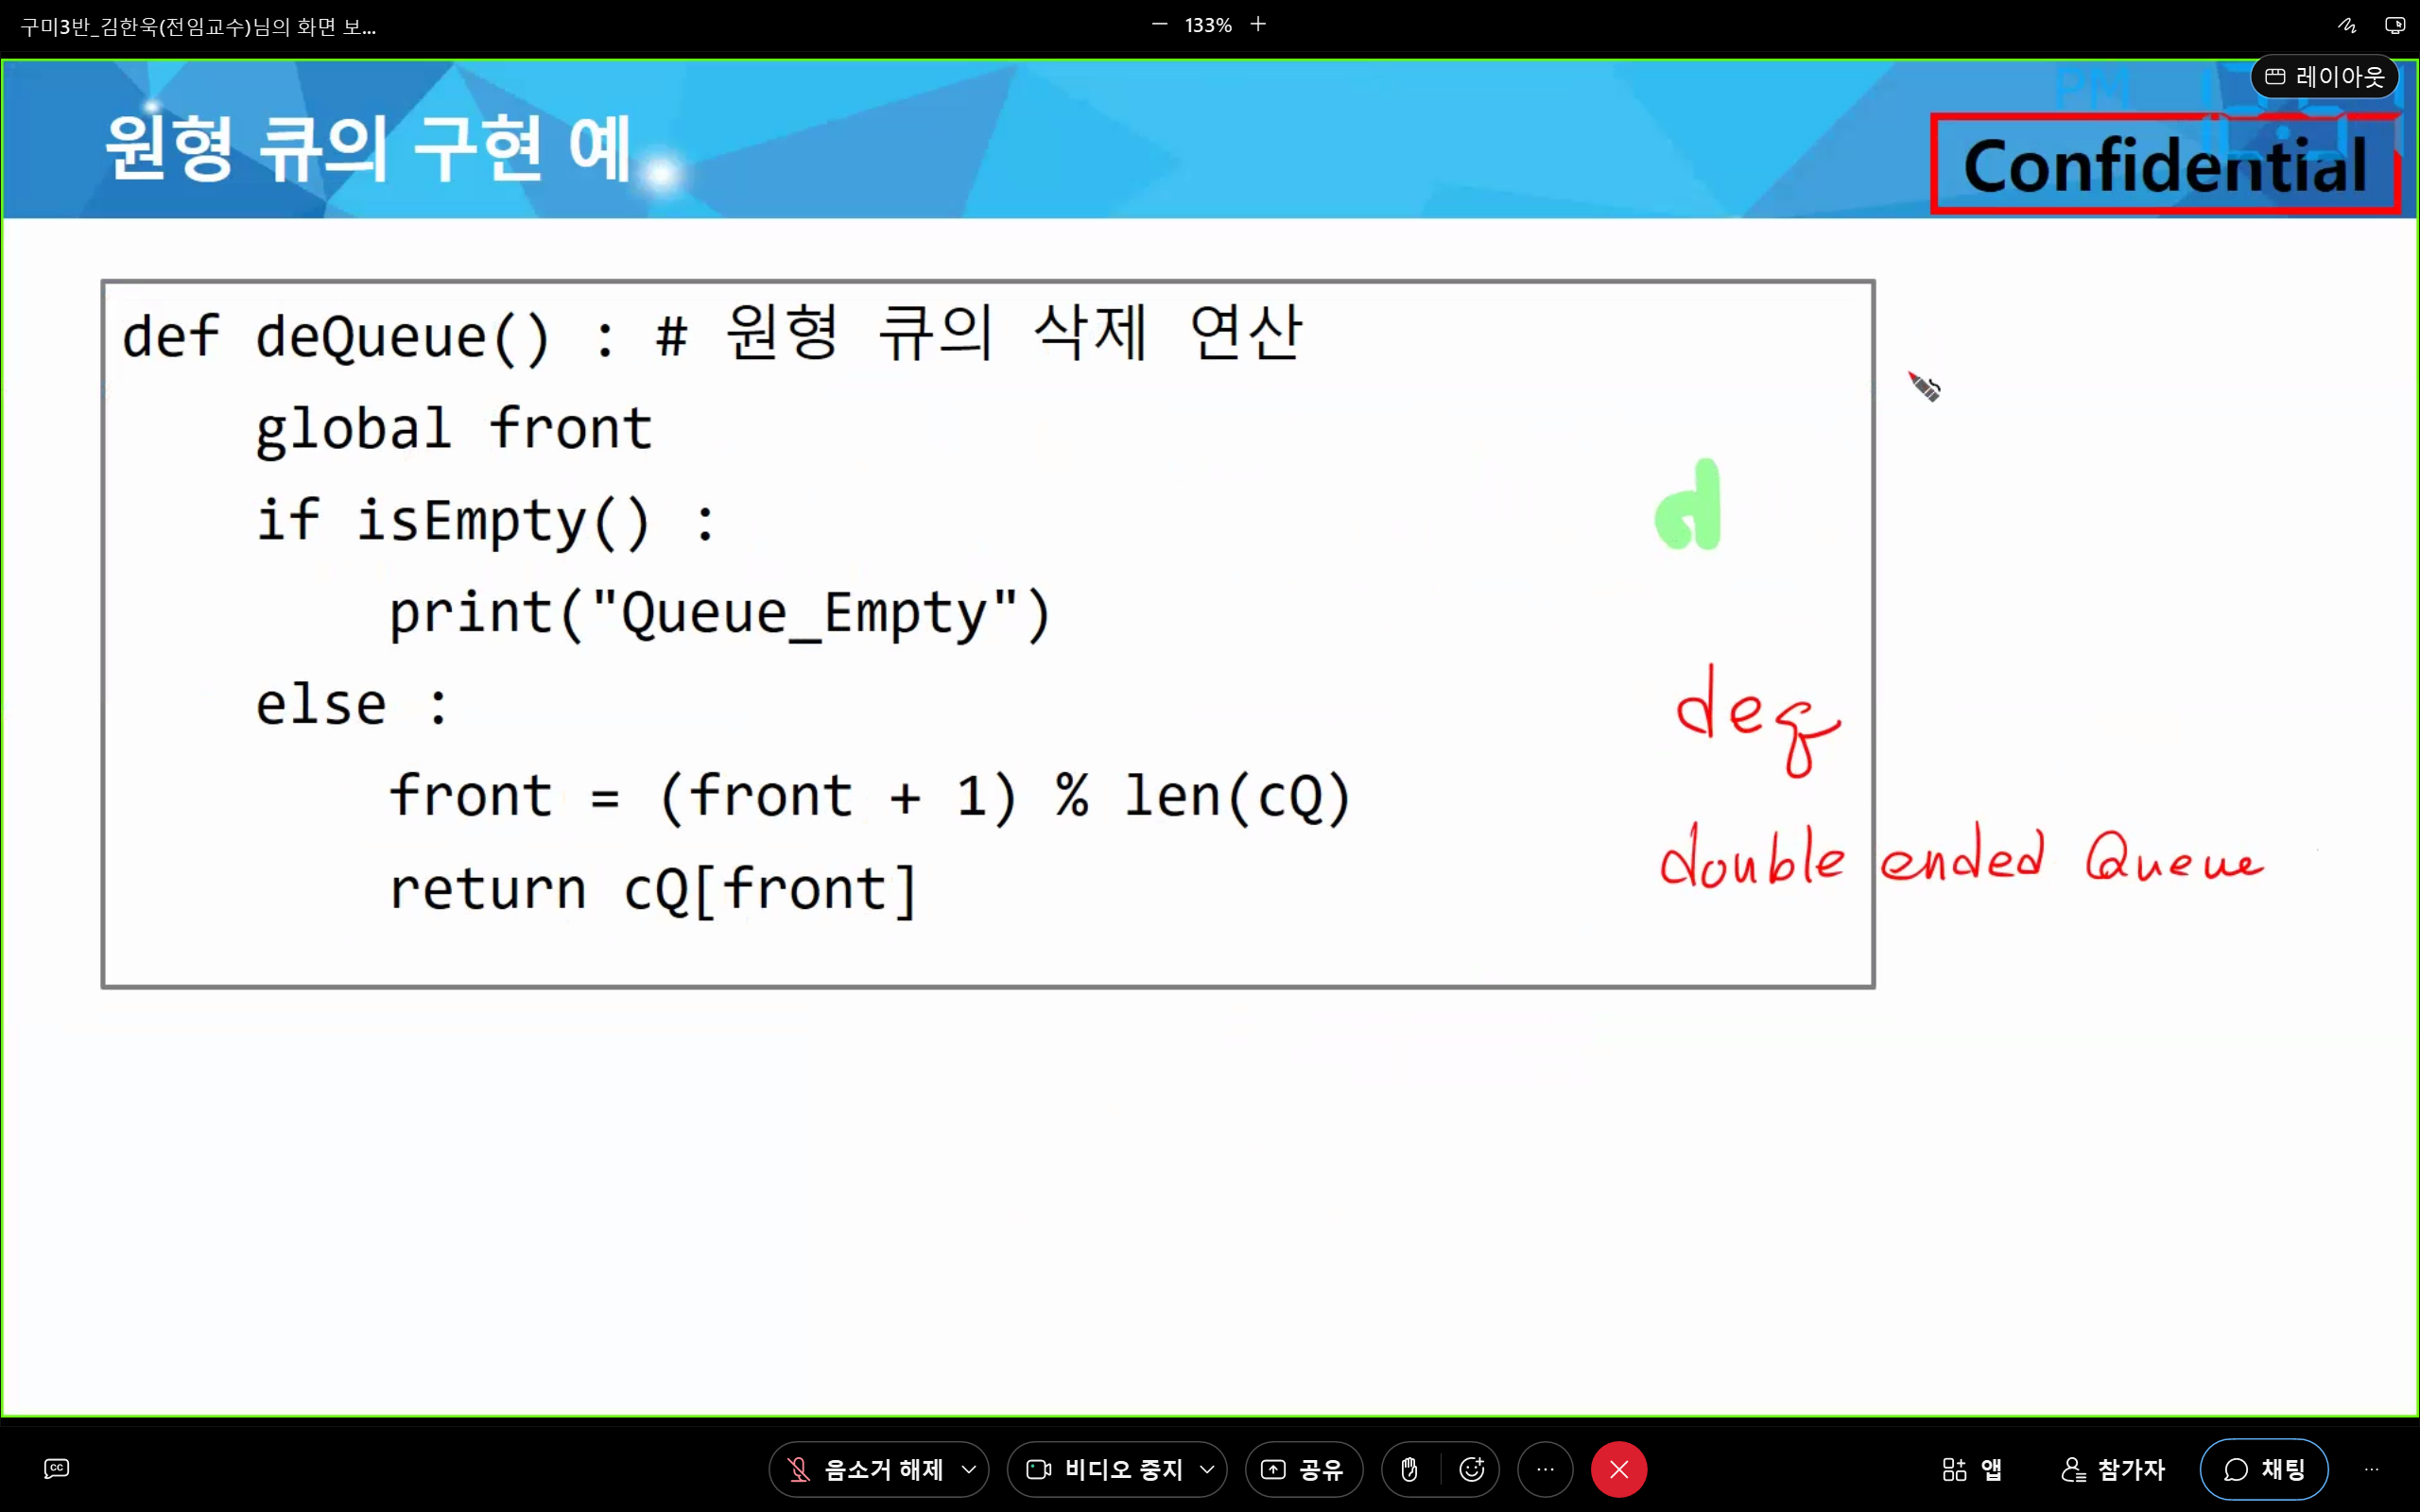 구미3반_김한욱(전임교수)님의 화면 보...
133%
레이아웃
PM
원형 큐의 구현 예
Confidential
def deQueue() : # 원형 큐의 삭제 연산
global front
if isEmpty() :
d
print("Queue_Empty")
else :
deq
front = (front + 1) % len(cQ)
double ended Queue
return cQ[front]
CC
음소거 해제
비디오 중지
공유
앱
참가자
채팅